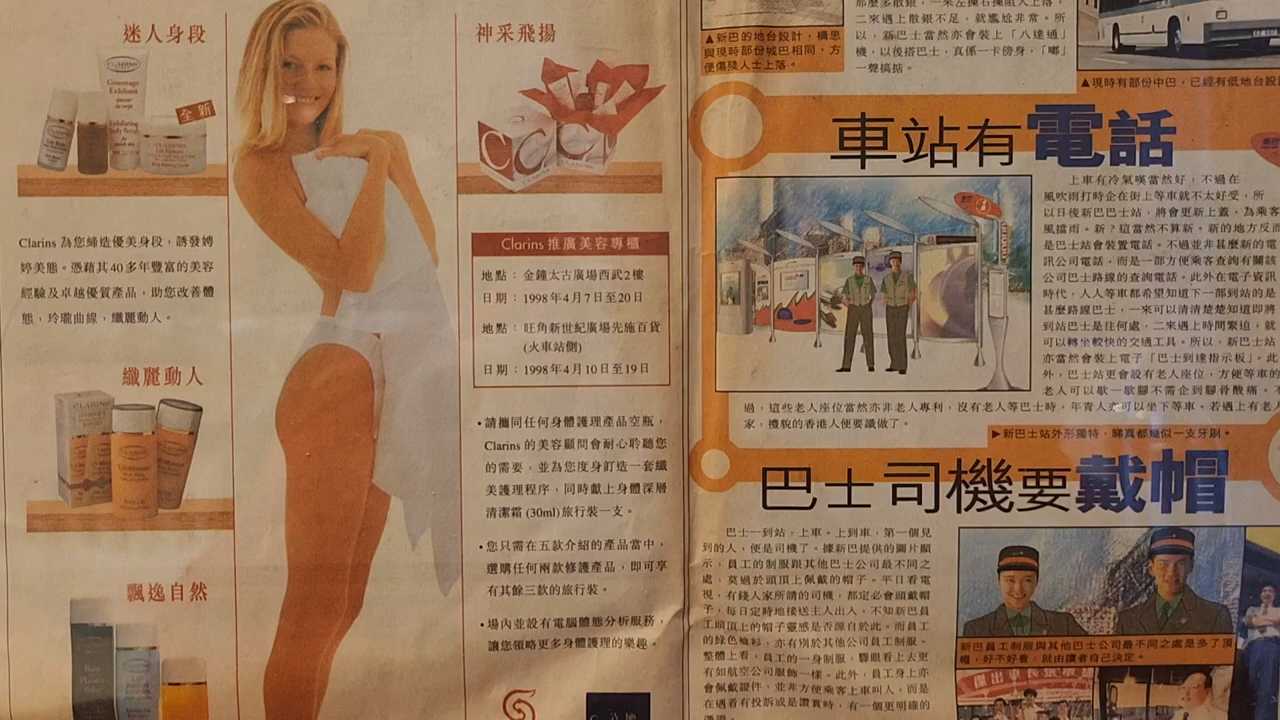 迷人身段
全新
CLARINS
Gommage
Exfoliant
Clarins 為您締造優美身段，誘發娉
婷美態。憑藉其40多年豐富的美容
經驗及卓越優質產品，助您改善體
態，玲瓏曲線，纖麗動人。
纖麗動人
飄逸自然
神采飛揚
Clarins 推廣美容專櫃
地點：金鐘太古廣場西武2樓
日期：1998年4月7日至20日
地點：旺角新世紀廣場先施百貨
(火車站側)
日期：1998年4月10日至19日
•請攜同任何身體護理產品空瓶，
Clarins 的美容顧問會耐心聆聽您
的需要，並為您度身訂造一套纖
美護理程序，同時獻上身體深層
清潔霜 (30ml)旅行裝一支。
•您只需在五款介紹的產品當中，
選購任何兩款修護產品，即可享
有其餘三款的旅行裝。
•場內並設有電腦體態分析服務，
讓您領略更多身體護理的樂趣。
▲新巴的地台設計，構思
與現時部份城巴相同，方
便傷殘人士上落。
二來遇上散銀不足，就尷尬非常。所
以，新巴士當然亦會裝上「八達通」
機，以後搭巴士，真係一卡傍身，「嘟」
一聲搞掂。
▲現時有部份中巴，已經有低地台設
車站有電話
上車有冷氣嘆當然好，不過在
風吹雨打時企在街上等車就不太好受，所
以日後新巴巴士站，將會更新上蓋，為乘客
風擋雨。新？這當然不算新。新的地方反而
是巴士站會裝置電話。不過並非甚麼新的電
訊公司電話，而是一部方便乘客查詢有關該
公司巴士路線的查詢電話。此外在電子資訊
時代，人人等車都希望知道下一部到站的是
甚麼路線巴士，一來可以清清楚楚知道即將
到站巴士是往何處，二來遇上時間緊迫，就
可以轉坐較快的交通工具。所以，新巴士站
亦當然會裝上電子「巴士到達指示板」。此
外，巴士站更會設有老人座位，方便等車的
老人可以歇一歇腳不需企到腳骨酸痛。不
過，這些老人座位當然亦非老人專利，沒有老人等巴士時，年青人亦可以坐下等車。若遇上有老人
家，禮貌的香港人便要識做了。
▶新巴士站外形獨特，睇真都幾似一支牙刷。
巴士司機要戴帽
巴士一到站，上車。上到車，第一個見
到的人，便是司機了。據新巴提供的圖片顯
示，員工的制服跟其他巴士公司最不同之
處，莫過於頭頂上佩戴的帽子。平日看電
視，有錢人家所請的司機，都定必會頭戴帽
子，每日定時地接送主人出入，不知新巴員
工頭頂上的帽子靈感是否源自於此。而員工
的綠色褸衫，亦有別於其他公司員工制服。
整體上看，員工的一身制服，驟眼看上去更
有如航空公司服飾一樣。此外，員工身上亦
會佩戴證件，並非方便乘客上車叫人，而是
在遇着有投訴或是讚賞時，有一個更明確的
新巴員工制服與其他巴士公司最不同之處是多了頂
帽，好不好看，就由讀者自己決定。